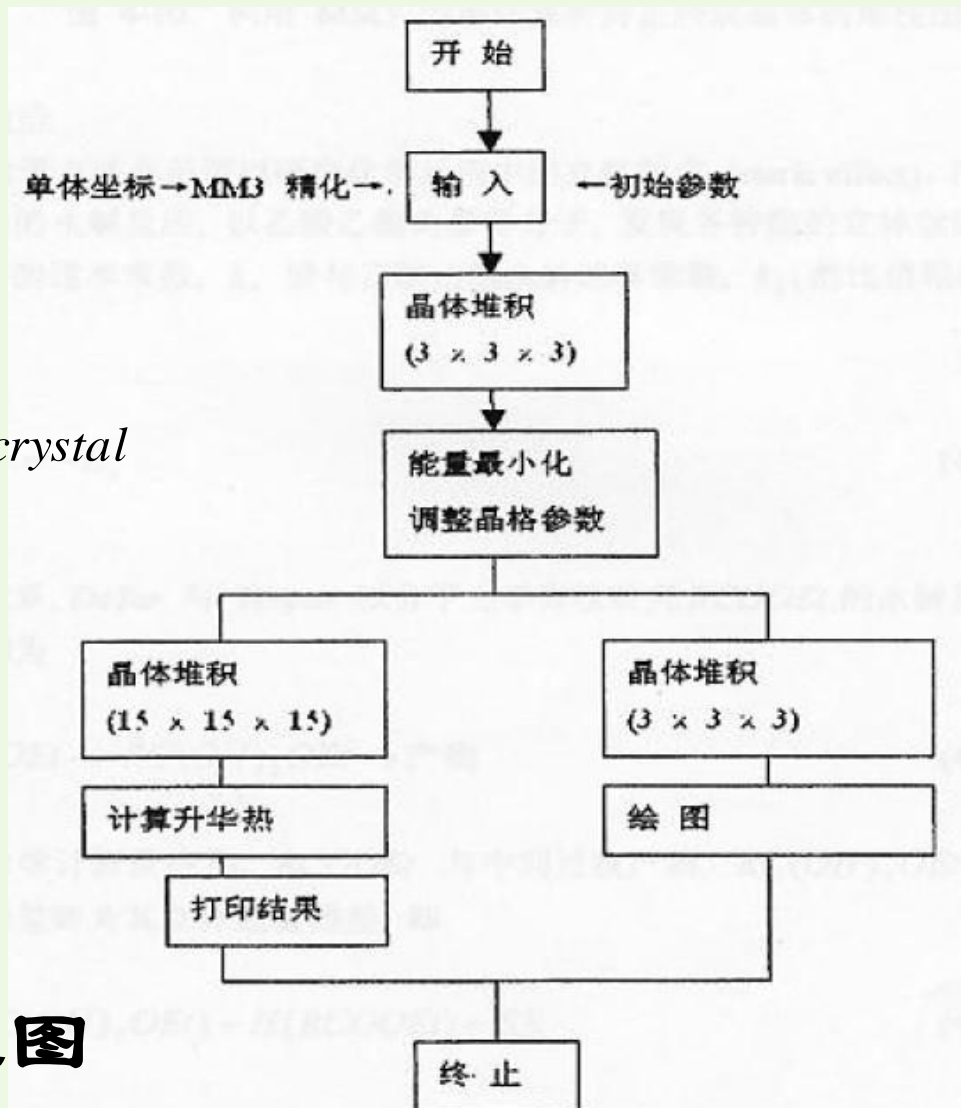 开 始
单体坐标→MM3 精化→. 输 入 ←初始参数
晶体堆积
(3 × 3 × 3)
crystal
能量最小化
调整晶格参数
晶体堆积
(15 × 15 × 15)
晶体堆积
(3 × 3 × 3)
计算升华热
绘 图
打印结果
图
终 止